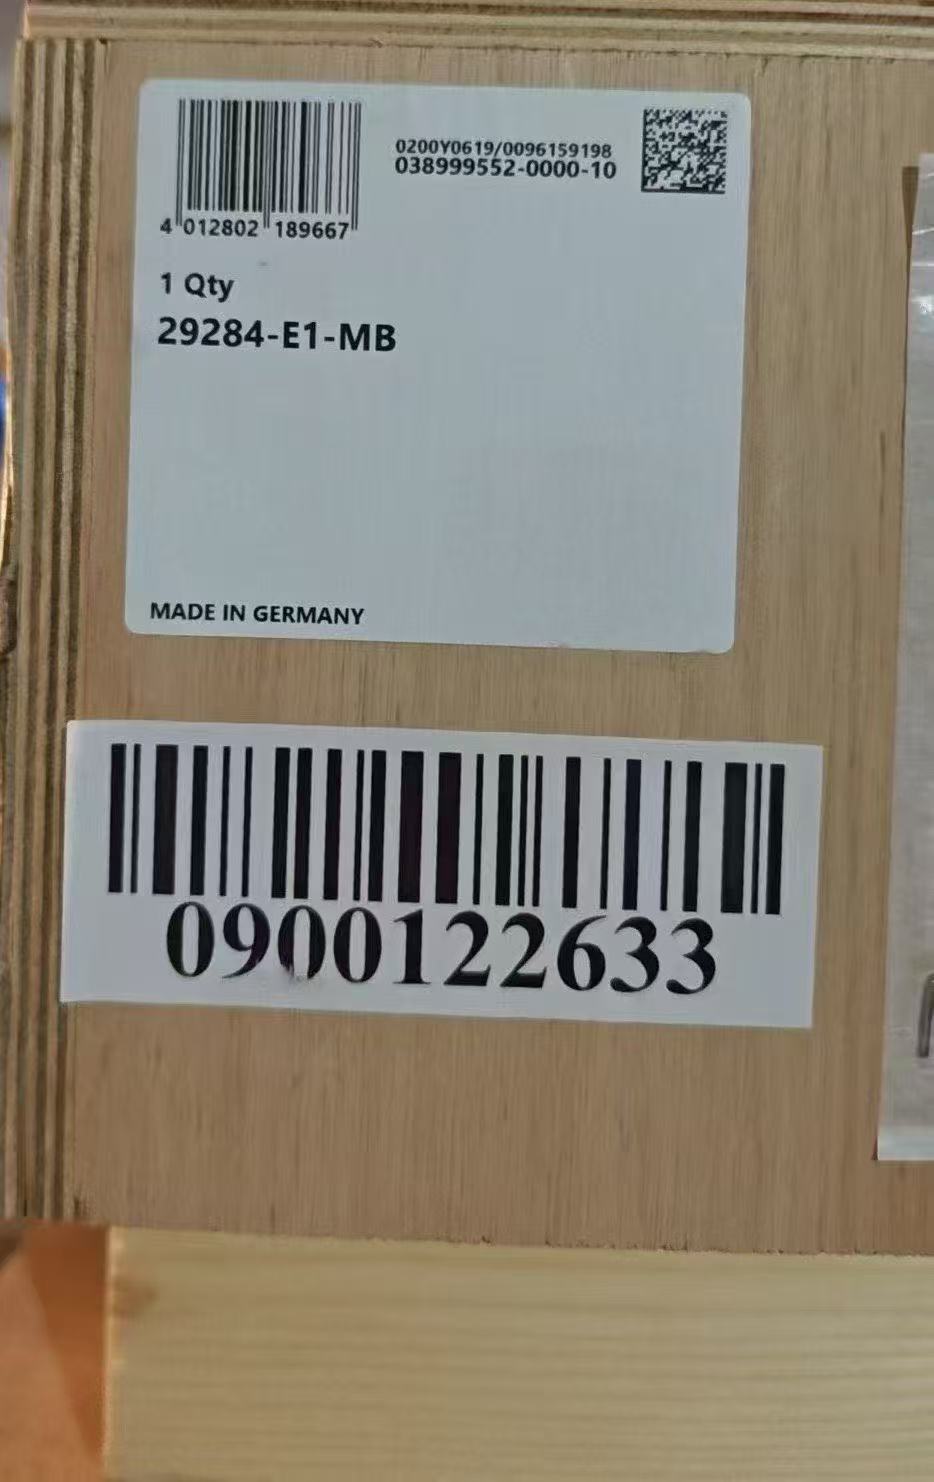 0200Y0619/0096159198
038999552-0000-10
4 012802 189667
1 Qty
29284-E1-MB
MADE IN GERMANY
0900122633